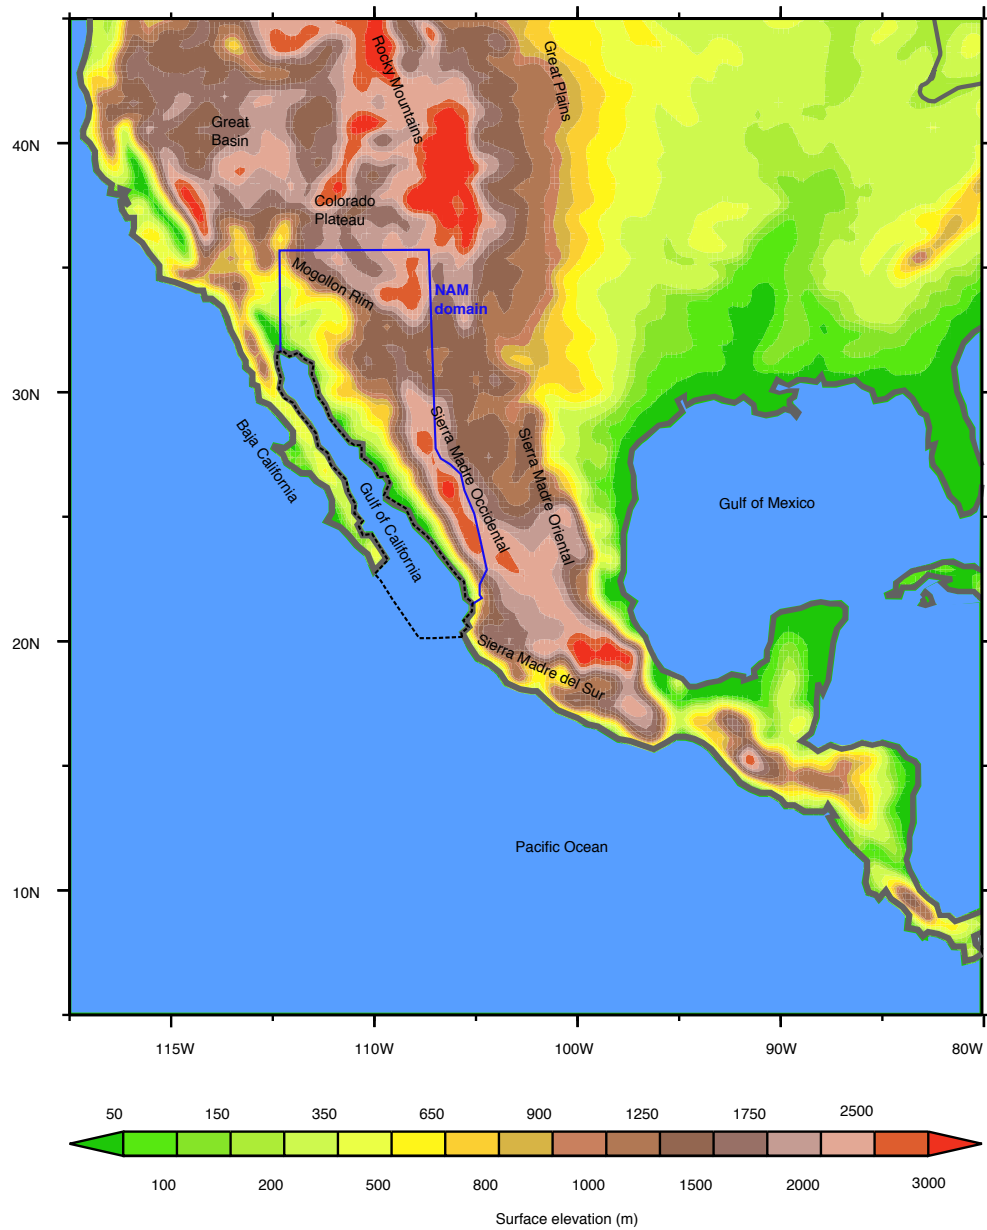 Rocky Mountains
Great Plains
Great
Basin
40N
Colorado
Plateau
Mogollon Rim
NAM
domain
30N
Baja California
Gulf of California
Sierra Madre Occidental
Sierra Madre Oriental
Gulf of Mexico
20N
Sierra Madre del Sur
Pacific Ocean
10N
115W 110W 100W 90W 80W
50 150 350 650 900 1250 1750 2500
100 200 500 800 1000 1500 2000 3000
Surface elevation (m)